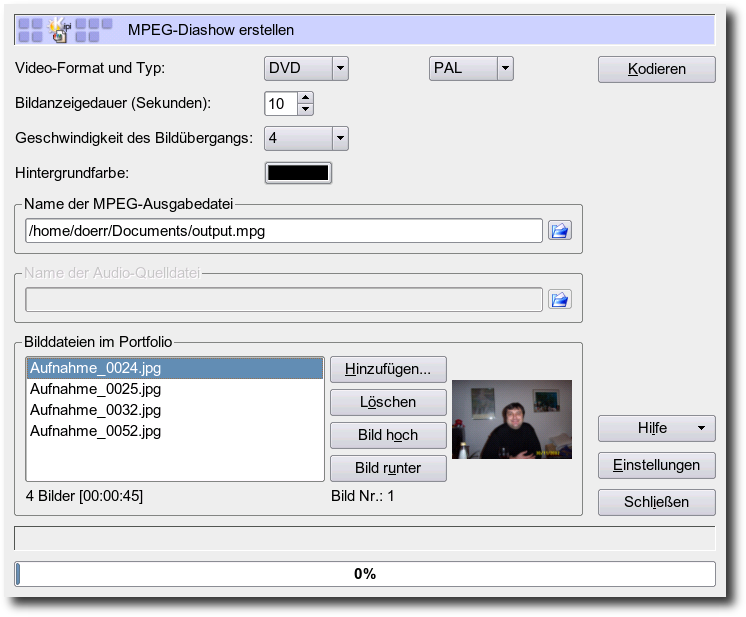 Kipi
MPEG-Diashow erstellen
Video-Format und Typ: DVD PAL Kodieren
Bildanzeigedauer (Sekunden): 10
Geschwindigkeit des Bildübergangs: 4
Hintergrundfarbe:
Name der MPEG-Ausgabedatei
/home/doerr/Documents/output.mpg
Name der Audio-Quelldatei
Bilddateien im Portfolio
Aufnahme_0024.jpg
Aufnahme_0025.jpg
Aufnahme_0032.jpg
Aufnahme_0052.jpg
Hinzufügen...
Löschen
Bild hoch
Bild runter
4 Bilder [00:00:45] Bild Nr.: 1
Hilfe
Einstellungen
Schließen
0%